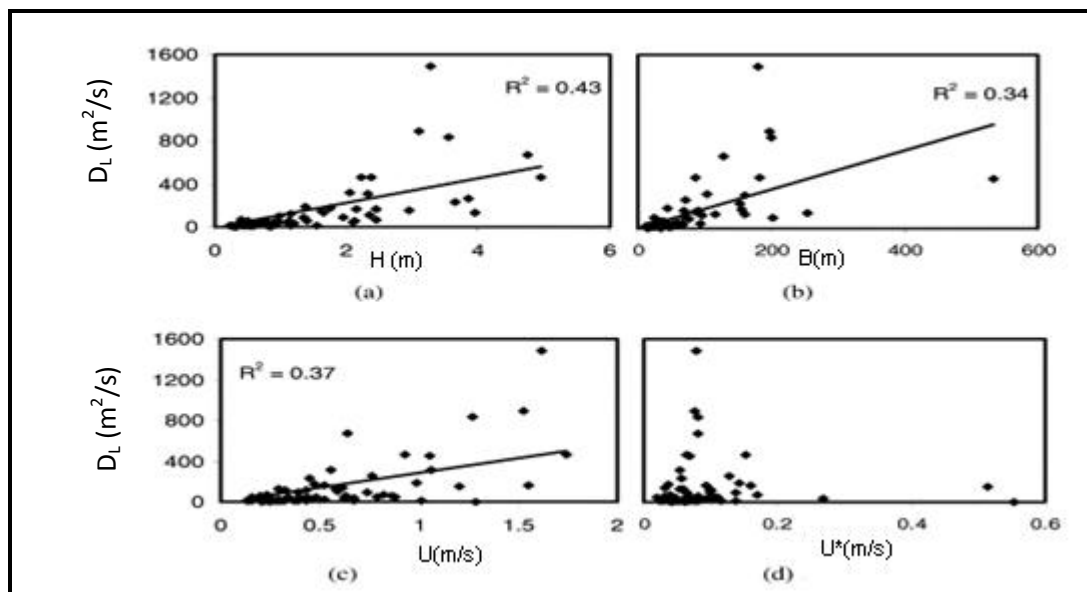 D_L (m²/s)
1600
1200
800
400
0
R² = 0.43
0 2 4 6
H (m)
(a)
R² = 0.34
0 200 400 600
B(m)
(b)
D_L (m²/s)
1600
1200
800
400
0
R² = 0.37
0 0.5 1 1.5 2
U(m/s)
(c)
0 0.2 0.4 0.6
U*(m/s)
(d)